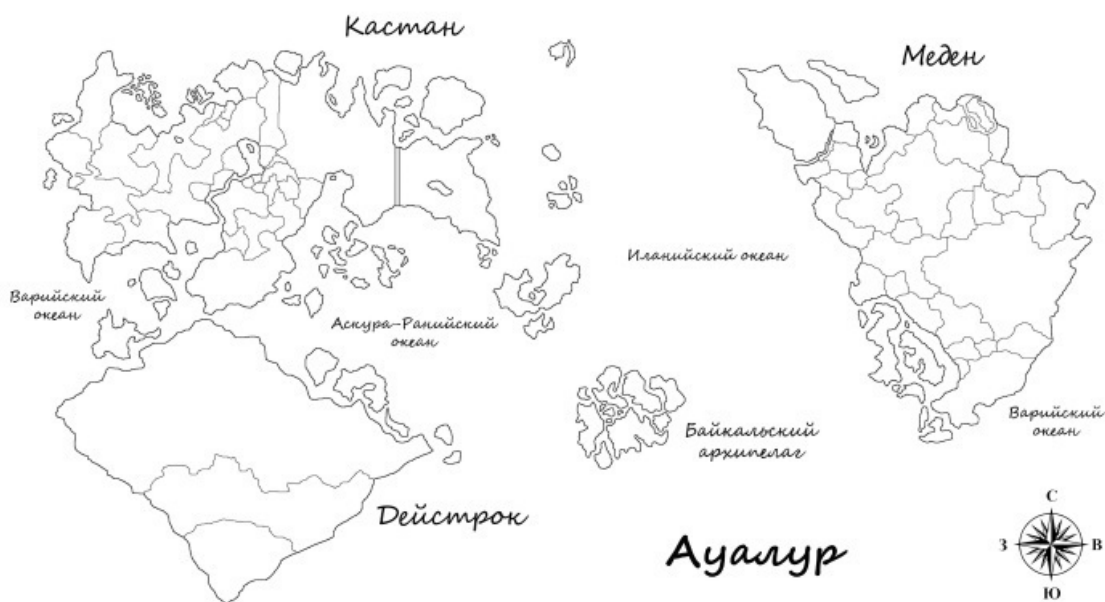 Кастан
Меден
Иланийский океан
Варийский
океан
Аскура-Ранийский
океан
Байкальский
архипелаг
Варийский
океан
Дейстрок
Ауалур
С
З
В
Ю